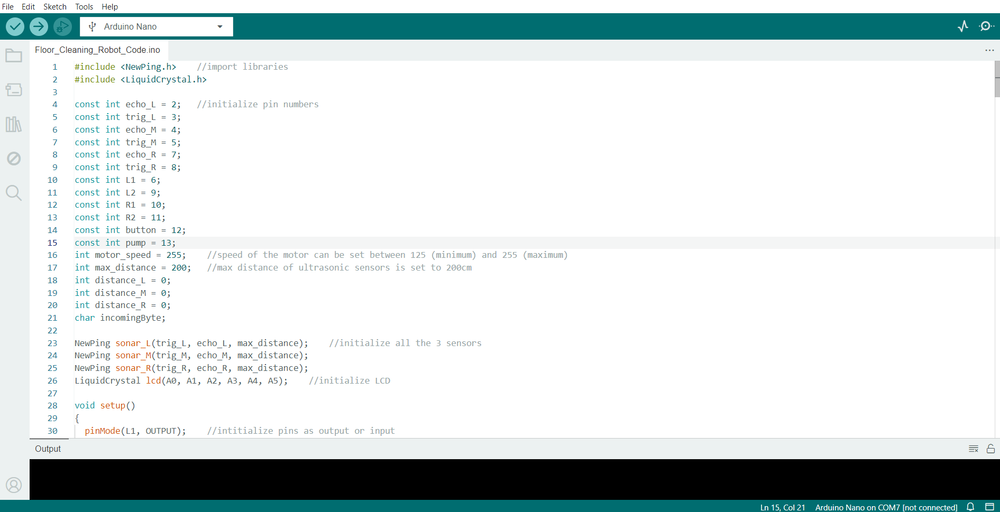 File Edit Sketch Tools Help
Arduino Nano
Floor_Cleaning_Robot_Code.ino
1 #include <NewPing.h>    //import libraries
2 #include <LiquidCrystal.h>
3
4 const int echo_L = 2;   //initialize pin numbers
5 const int trig_L = 3;
6 const int echo_M = 4;
7 const int trig_M = 5;
8 const int echo_R = 7;
9 const int trig_R = 8;
10 const int L1 = 6;
11 const int L2 = 9;
12 const int R1 = 10;
13 const int R2 = 11;
14 const int button = 12;
15 const int pump = 13;
16 int motor_speed = 255;    //speed of the motor can be set between 125 (minimum) and 255 (maximum)
17 int max_distance = 200;   //max distance of ultrasonic sensors is set to 200cm
18 int distance_L = 0;
19 int distance_M = 0;
20 int distance_R = 0;
21 char incomingByte;
22
23 NewPing sonar_L(trig_L, echo_L, max_distance);    //initialize all the 3 sensors
24 NewPing sonar_M(trig_M, echo_M, max_distance);
25 NewPing sonar_R(trig_R, echo_R, max_distance);
26 LiquidCrystal lcd(A0, A1, A2, A3, A4, A5);    //initialize LCD
27
28 void setup()
29 {
30   pinMode(L1, OUTPUT);    //intitialize pins as output or input
Output
Ln 15, Col 21 Arduino Nano on COM7 [not connected]